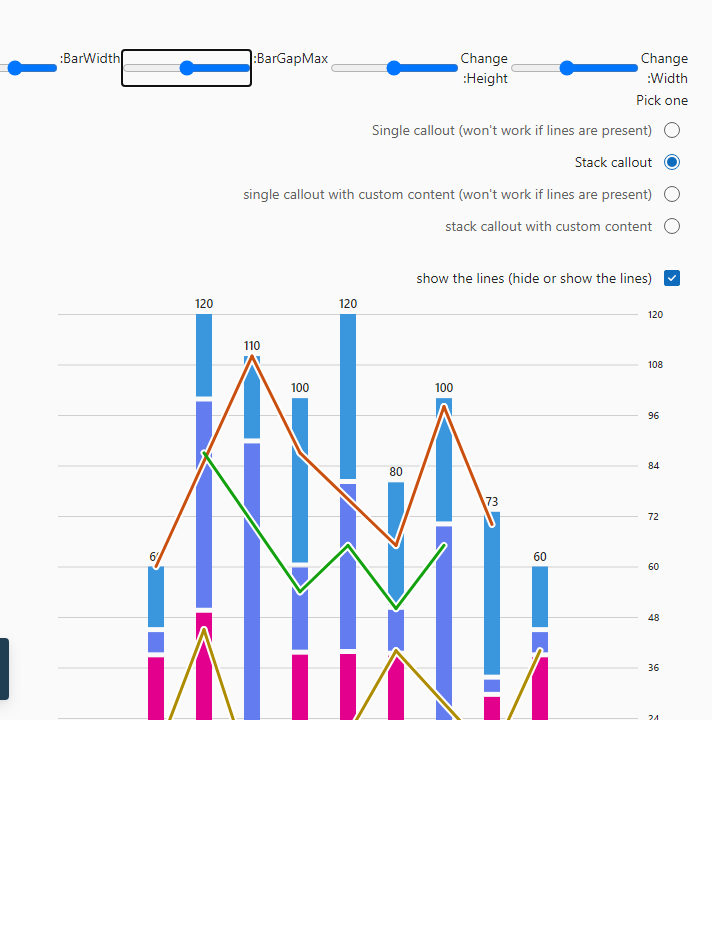 :BarWidth
:BarGapMax
Change :Height
Change :Width
Pick one
Single callout (won't work if lines are present)
Stack callout
single callout with custom content (won't work if lines are present)
stack callout with custom content
show the lines (hide or show the lines)
120
120
120
110
108
100
100
96
84
80
73
72
60
60
48
36
24